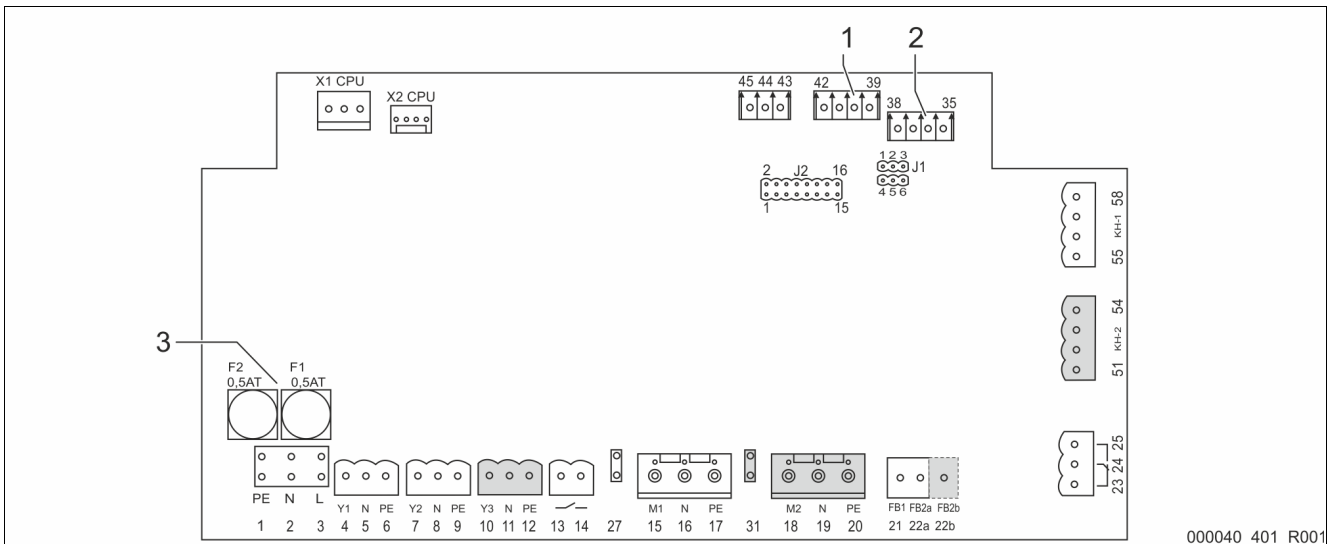 1 2
X1 CPU
X2 CPU
45 44 43
42 39
38 35
1 2 3
J1
4 5 6
2 J2 16
1 15
58
KH-1
55
54
KH-2
51
3
F2 F1
0,5AT 0,5AT
25
24
23
PE N L Y1 N PE Y2 N PE Y3 N PE M1 N PE M2 N PE FB1 FB2a FB2b
1 2 3 4 5 6 7 8 9 10 11 12 13 14 27 15 16 17 31 18 19 20 21 22a 22b
000040_401_R001